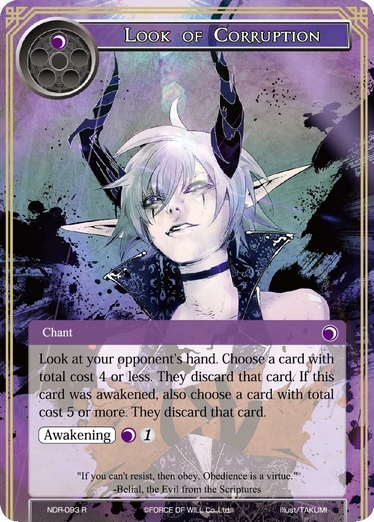 Look of Corruption
Chant
Look at your opponent's hand. Choose a card with
total cost 4 or less. They discard that card. If this
card was awakened, also choose a card with total
cost 5 or more. They discard that card.
Awakening 1
"If you can't resist, then obey. Obedience is a virtue."
-Belial, the Evil from the Scriptures
NDR-093 R ©FORCE OF WILL Co.,Ltd. Illust/TAKUMI